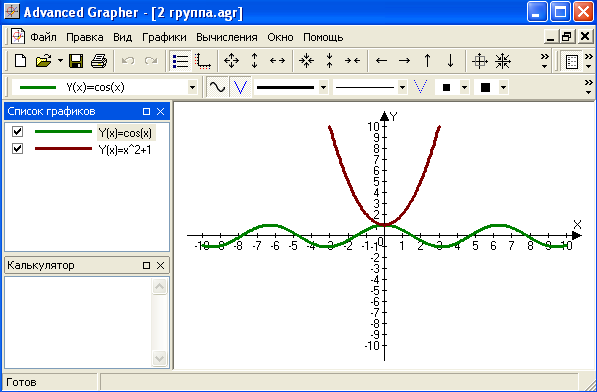 Advanced Grapher - [2 группа.agr]
Файл Правка Вид Графики Вычисления Окно Помощь
Y(x)=cos(x)
Список графиков
Y(x)=cos(x)
Y(x)=x^2+1
Калькулятор
Y
10
9
8
7
6
5
4
3
2
1
X
-10 -9 -8 -7 -6 -5 -4 -3 -2 -1 0 1 2 3 4 5 6 7 8 9 10
-1
-2
-3
-4
-5
-6
-7
-8
-9
-10
Готов